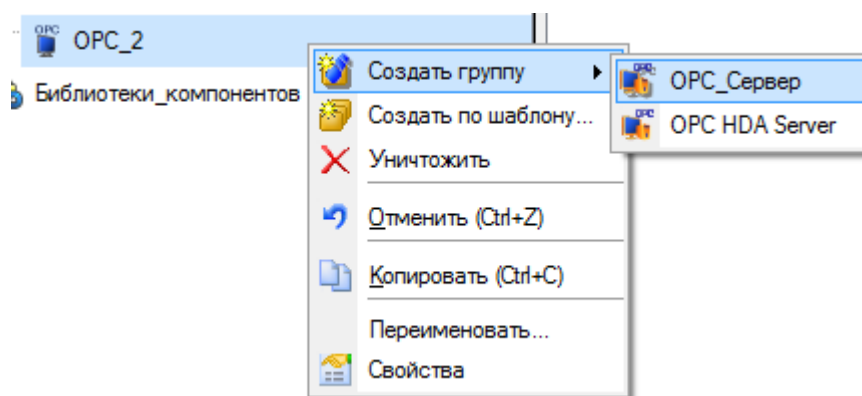 OPC_2
Библиотеки_компонентов
Создать группу
Создать по шаблону...
Уничтожить
Отменить (Ctrl+Z)
Копировать (Ctrl+C)
Переименовать...
Свойства
OPC_Сервер
OPC HDA Server